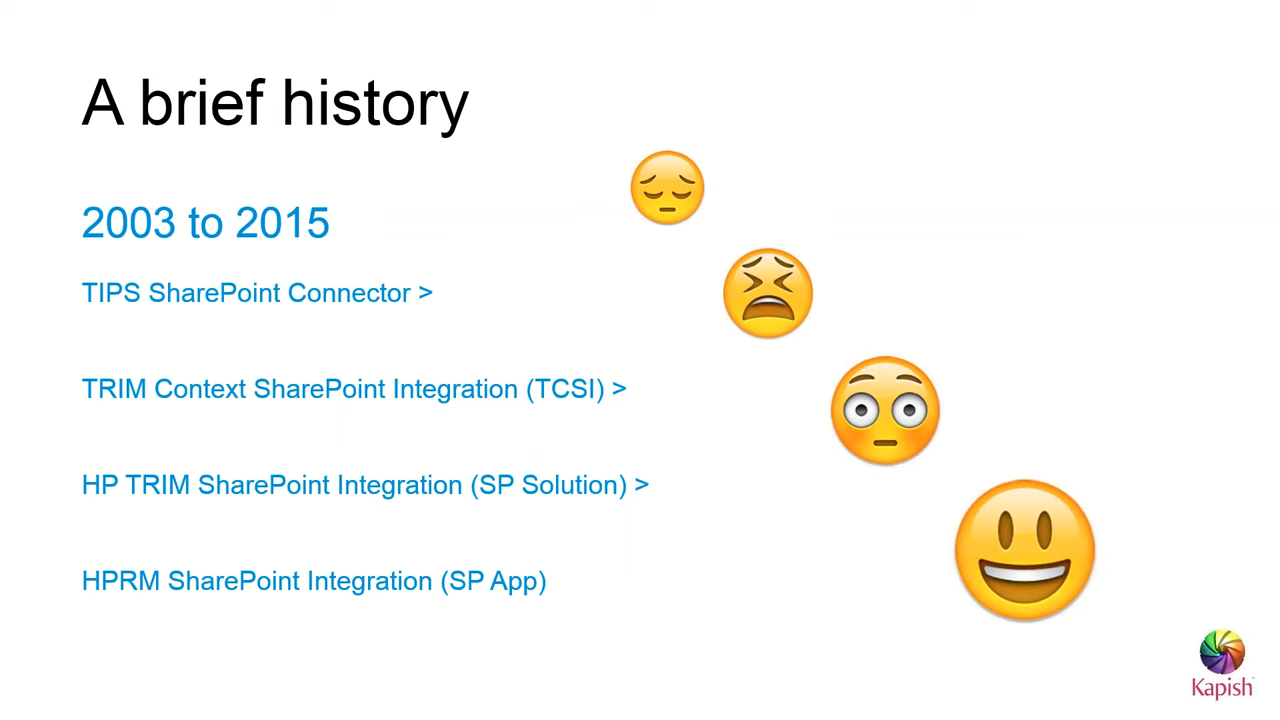 A brief history
2003 to 2015
TIPS SharePoint Connector >
TRIM Context SharePoint Integration (TCSI) >
HP TRIM SharePoint Integration (SP Solution) >
HPRM SharePoint Integration (SP App)
Kapish